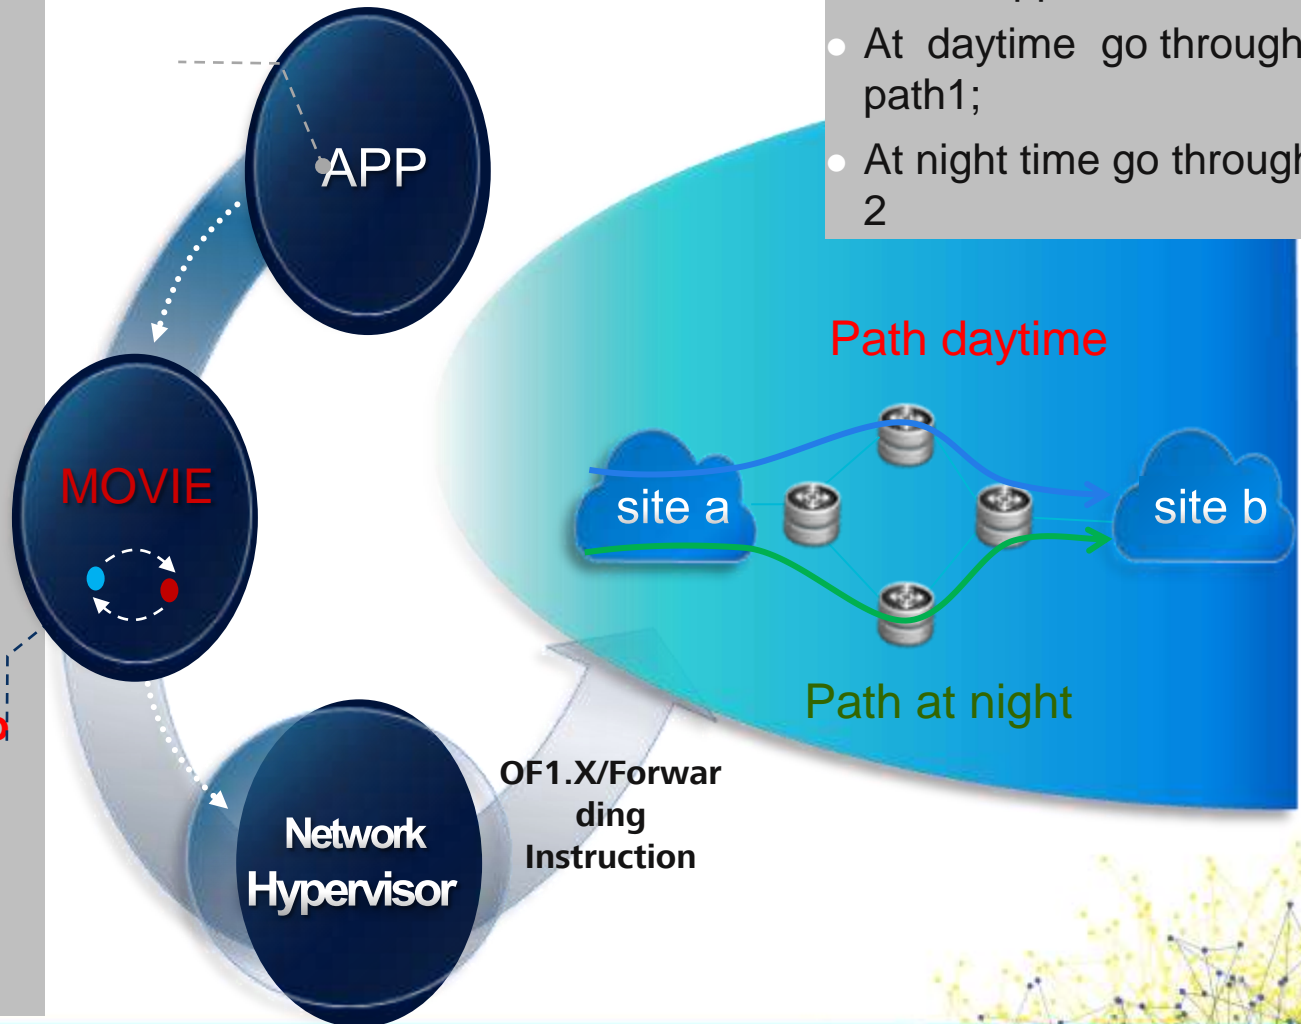 At daytime go through
path1;
At night time go through
2
APP
Path daytime
MOVIE
site a
site b
Path at night
OF1.X/Forwar
ding
Instruction
Network
Hypervisor